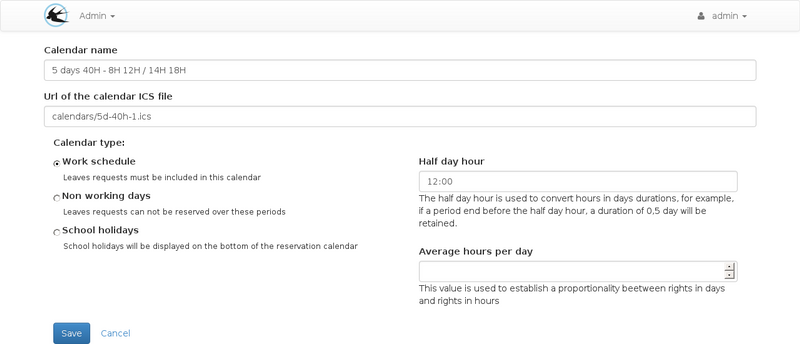 Admin
admin
Calendar name
5 days 40H - 8H 12H / 14H 18H
Url of the calendar ICS file
calendars/5d-40h-1.ics
Calendar type:
Work schedule
Leaves requests must be included in this calendar
Non working days
Leaves requests can not be reserved over these periods
School holidays
School holidays will be displayed on the bottom of the reservation calendar
Half day hour
12:00
The half day hour is used to convert hours in days durations, for example,
if a period end before the half day hour, a duration of 0,5 day will be
retained.
Average hours per day
This value is used to establish a proportionality beetween rights in days
and rights in hours
Save
Cancel